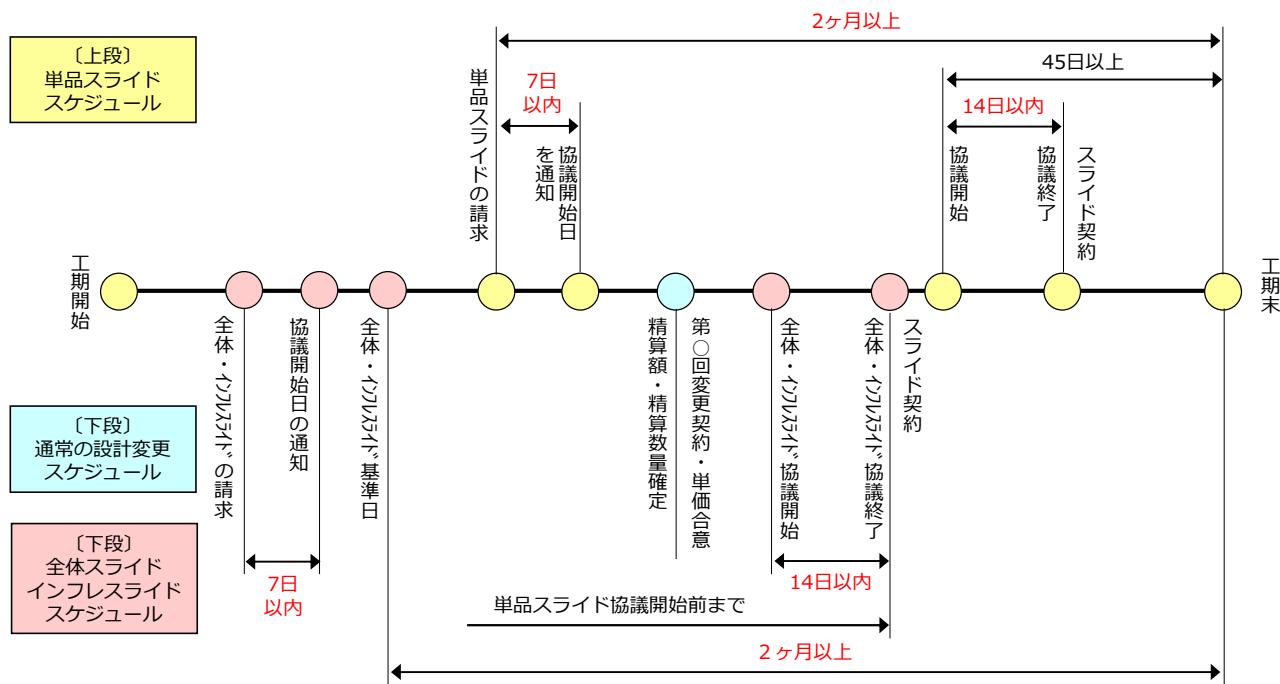 〔上段〕
単品スライド
スケジュール
2ヶ月以上
45日以上
7日
以内
14日以内
単品スライドの請求
協議開始日
を通知
協議開始
協議終了
スライド契約
工期開始
工期末
全体・インフレスライドの請求
協議開始日の通知
全体・インフレスライド基準日
第〇回変更契約・単価合意
精算額・精算数量確定
全体・インフレスライド協議開始
スライド契約
全体・インフレスライド協議終了
〔下段〕
通常の設計変更
スケジュール
〔下段〕
全体スライド
インフレスライド
スケジュール
7日
以内
14日以内
単品スライド協議開始前まで
２ヶ月以上